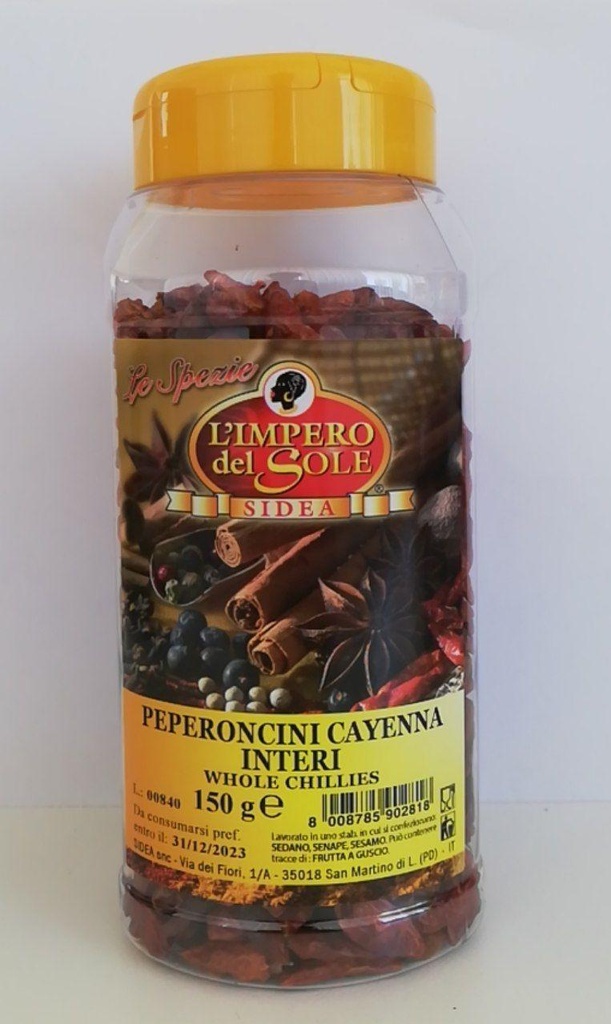 Le Spezie
L'IMPERO
del SOLE
®
SIDEA
PEPERONCINI CAYENNA
INTERI
WHOLE CHILLIES
L.: 00840 150 g e
8 008785 902818
Da consumarsi pref.
entro il: 31/12/2023
Lavorato in uno stab. in cui si confezionano
SEDANO, SENAPE, SESAMO. Può contenere
tracce di: FRUTTA A GUSCIO.
SIDEA snc - Via dei Fiori, 1/A - 35018 San Martino di L. (PD) - IT